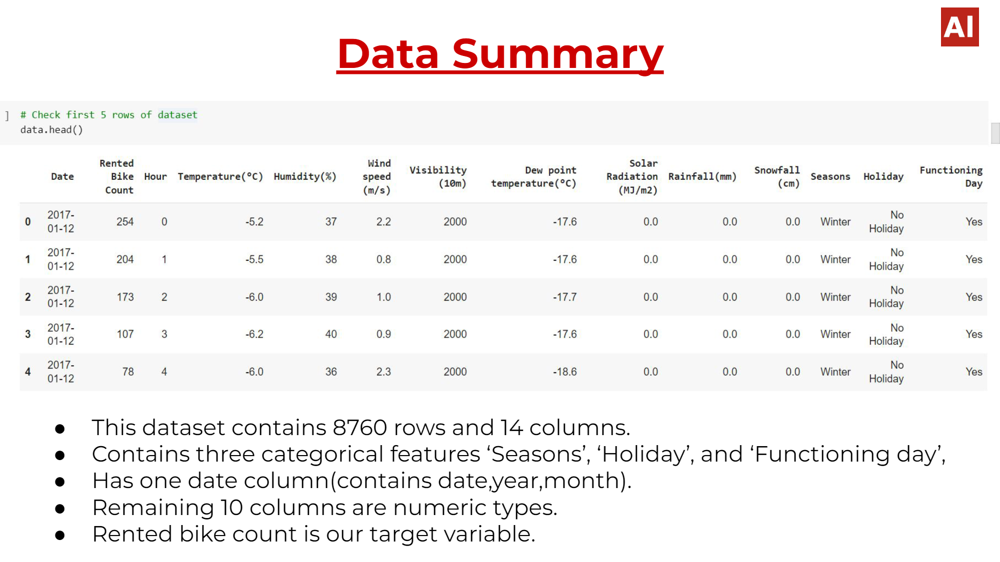 AI
Data Summary
] # Check first 5 rows of dataset
data.head()
Date Rented Bike Count Hour Temperature(°C) Humidity(%) Wind speed (m/s) Visibility (10m) Dew point temperature(°C) Solar Radiation (MJ/m2) Rainfall(mm) Snowfall (cm) Seasons Holiday Functioning Day
0 2017-01-12 254 0 -5.2 37 2.2 2000 -17.6 0.0 0.0 0.0 Winter No Holiday Yes
1 2017-01-12 204 1 -5.5 38 0.8 2000 -17.6 0.0 0.0 0.0 Winter No Holiday Yes
2 2017-01-12 173 2 -6.0 39 1.0 2000 -17.7 0.0 0.0 0.0 Winter No Holiday Yes
3 2017-01-12 107 3 -6.2 40 0.9 2000 -17.6 0.0 0.0 0.0 Winter No Holiday Yes
4 2017-01-12 78 4 -6.0 36 2.3 2000 -18.6 0.0 0.0 0.0 Winter No Holiday Yes
● This dataset contains 8760 rows and 14 columns.
● Contains three categorical features ‘Seasons’, ‘Holiday’, and ‘Functioning day’,
● Has one date column(contains date,year,month).
● Remaining 10 columns are numeric types.
● Rented bike count is our target variable.